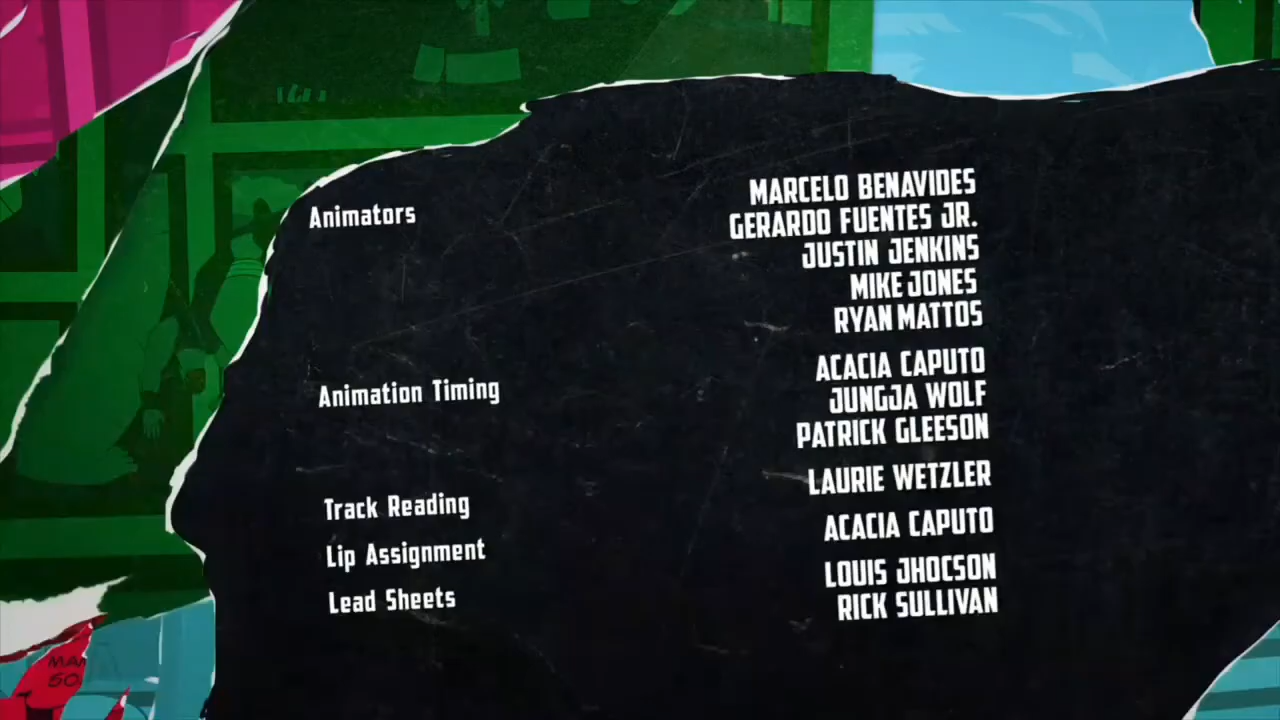 Animators
MARCELO BENAVIDES
GERARDO FUENTES JR.
JUSTIN JENKINS
MIKE JONES
RYAN MATTOS
Animation Timing
ACACIA CAPUTO
JUNGJA WOLF
PATRICK GLEESON
Track Reading
LAURIE WETZLER
Lip Assignment
ACACIA CAPUTO
Lead Sheets
LOUIS JHOCSON
RICK SULLIVAN